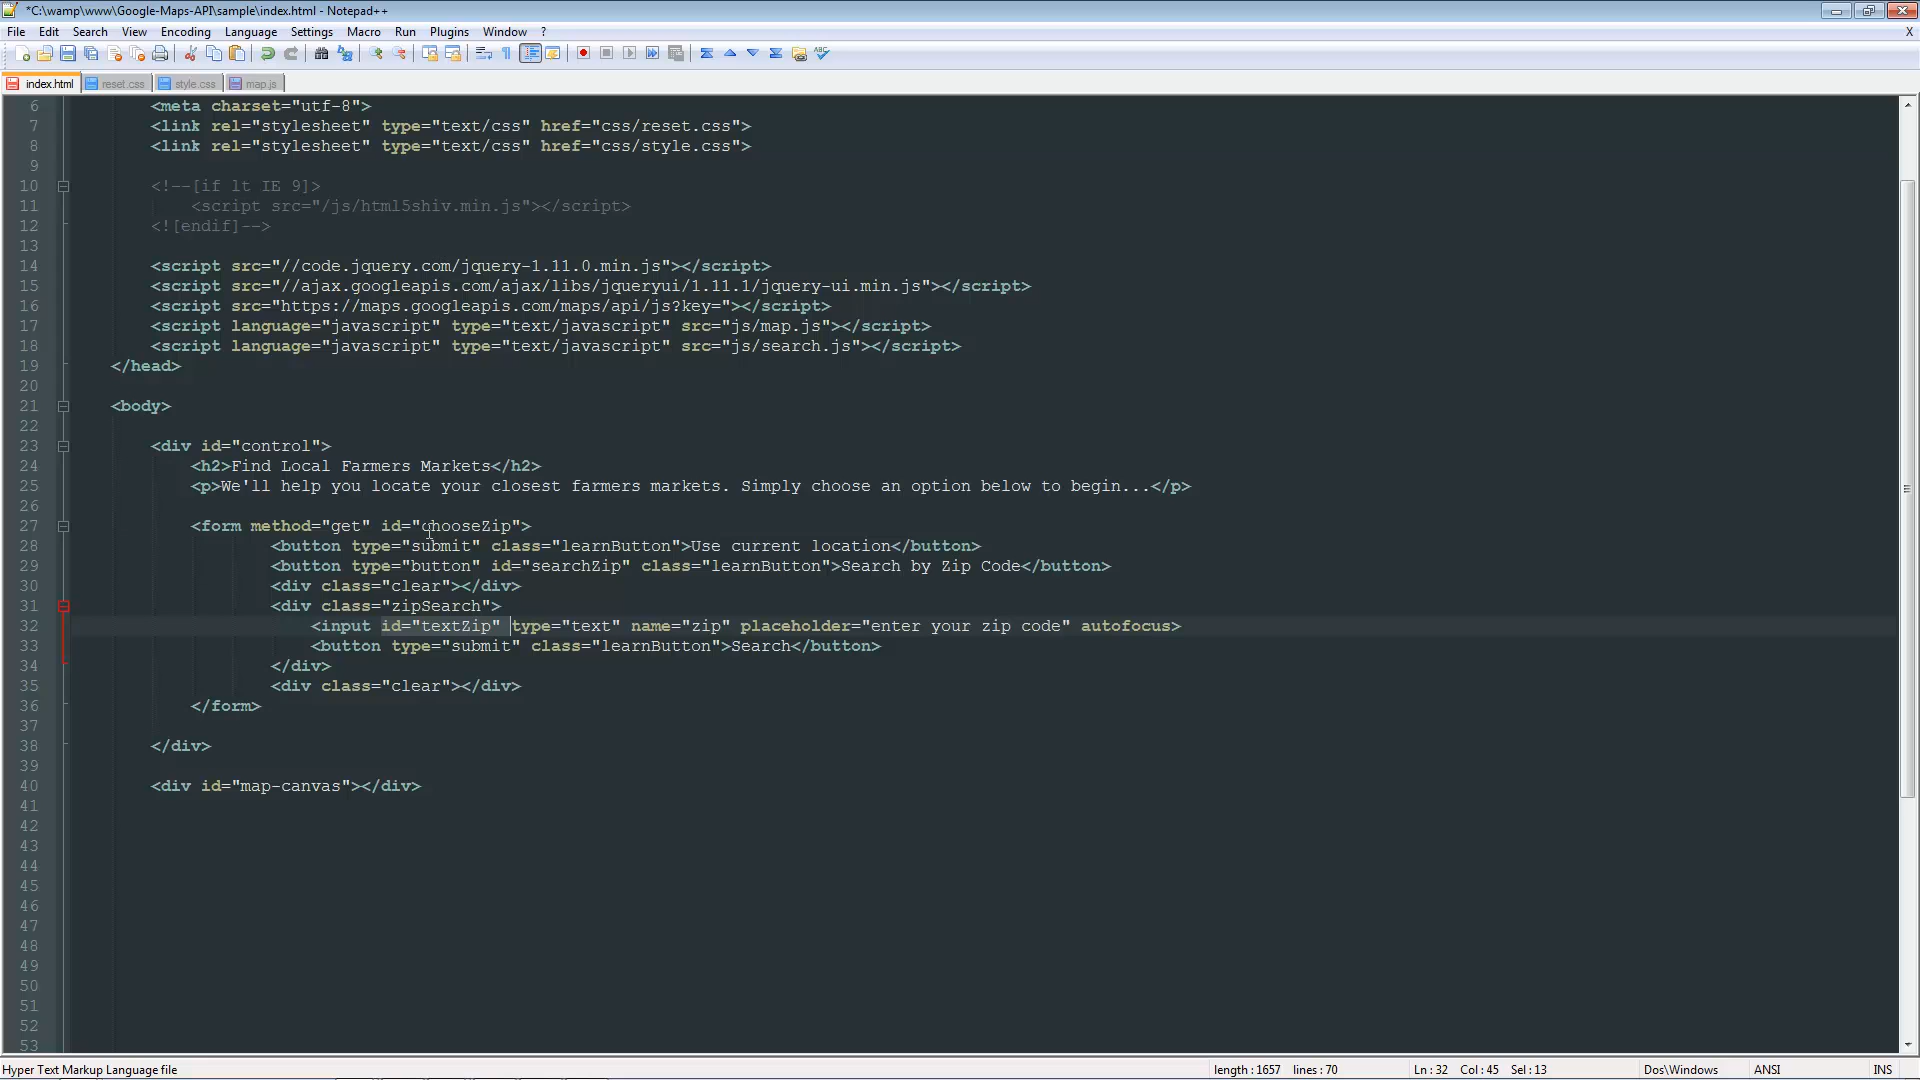 *C:\wamp\www\Google-Maps-API\sample\index.html - Notepad++
File Edit Search View Encoding Language Settings Macro Run Plugins Window ? X
index.html reset.css style.css map.js
6 <meta charset="utf-8">
7 <link rel="stylesheet" type="text/css" href="css/reset.css">
8 <link rel="stylesheet" type="text/css" href="css/style.css">
9
10 <!--[if lt IE 9]>
11 <script src="/js/html5shiv.min.js"></script>
12 <![endif]-->
13
14 <script src="//code.jquery.com/jquery-1.11.0.min.js"></script>
15 <script src="//ajax.googleapis.com/ajax/libs/jqueryui/1.11.1/jquery-ui.min.js"></script>
16 <script src="https://maps.googleapis.com/maps/api/js?key="></script>
17 <script language="javascript" type="text/javascript" src="js/map.js"></script>
18 <script language="javascript" type="text/javascript" src="js/search.js"></script>
19 </head>
20
21 <body>
22
23 <div id="control">
24 <h2>Find Local Farmers Markets</h2>
25 <p>We'll help you locate your closest farmers markets. Simply choose an option below to begin...</p>
26
27 <form method="get" id="chooseZip">
28 <button type="submit" class="learnButton">Use current location</button>
29 <button type="button" id="searchZip" class="learnButton">Search by Zip Code</button>
30 <div class="clear"></div>
31 <div class="zipSearch">
32 <input id="textZip" type="text" name="zip" placeholder="enter your zip code" autofocus>
33 <button type="submit" class="learnButton">Search</button>
34 </div>
35 <div class="clear"></div>
36 </form>
37
38 </div>
39
40 <div id="map-canvas"></div>
41
42
43
44
45
46
47
48
49
50
51
52
53
Hyper Text Markup Language file length : 1657 lines : 70 Ln : 32 Col : 45 Sel : 13 Dos\Windows ANSI INS